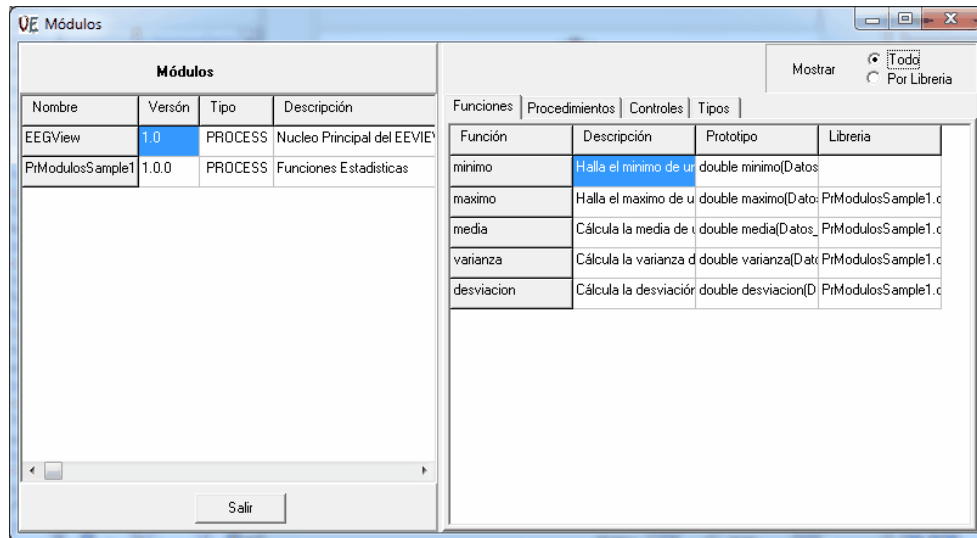 Módulos
Módulos
Mostrar
Todo
Por Libreria
Nombre Versón Tipo Descripción
EEGView 1.0 PROCESS Nucleo Principal del EEVIEV
PrModulosSample1 1.0.0 PROCESS Funciones Estadisticas
Funciones Procedimientos Controles Tipos
Función Descripción Prototipo Libreria
minimo Halla el minimo de ur double minimo(Datos
maximo Halla el maximo de u double maximo(Dato: PrModulosSample1.c
media Cálcula la media de u double media(Datos_ PrModulosSample1.c
varianza Cálcula la varianza d double varianza(Dato PrModulosSample1.c
desviacion Cálcula la desviación double desviacion(D PrModulosSample1.c
Salir